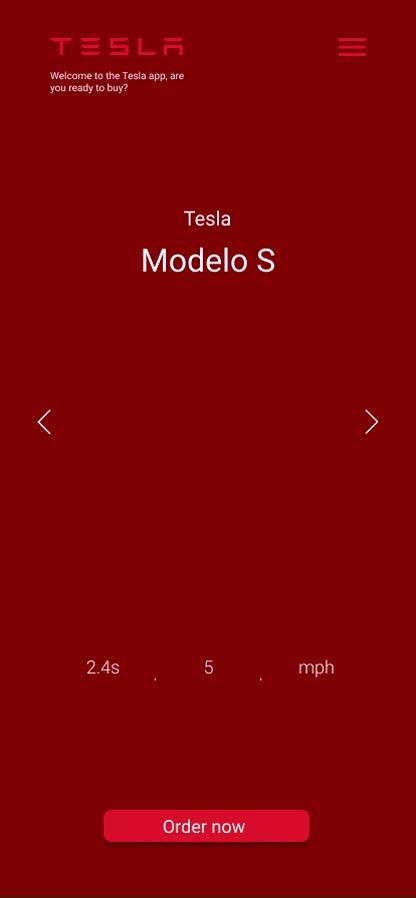 TESLA
Welcome to the Tesla app, are
you ready to buy?
Tesla
Modelo S
2.4s . 5 . mph
Order now